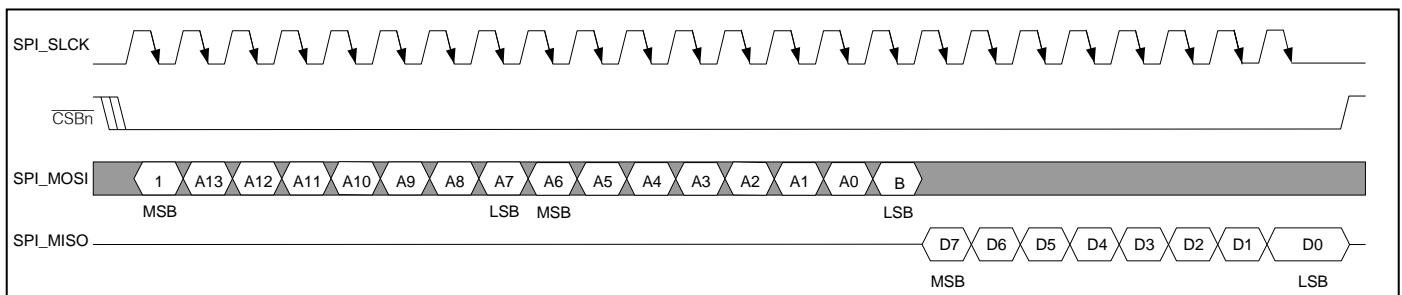 SPI_SLCK
CSBn
SPI_MOSI 1 A13 A12 A11 A10 A9 A8 A7 A6 A5 A4 A3 A2 A1 A0 B
MSB LSB MSB LSB
SPI_MISO D7 D6 D5 D4 D3 D2 D1 D0
MSB LSB